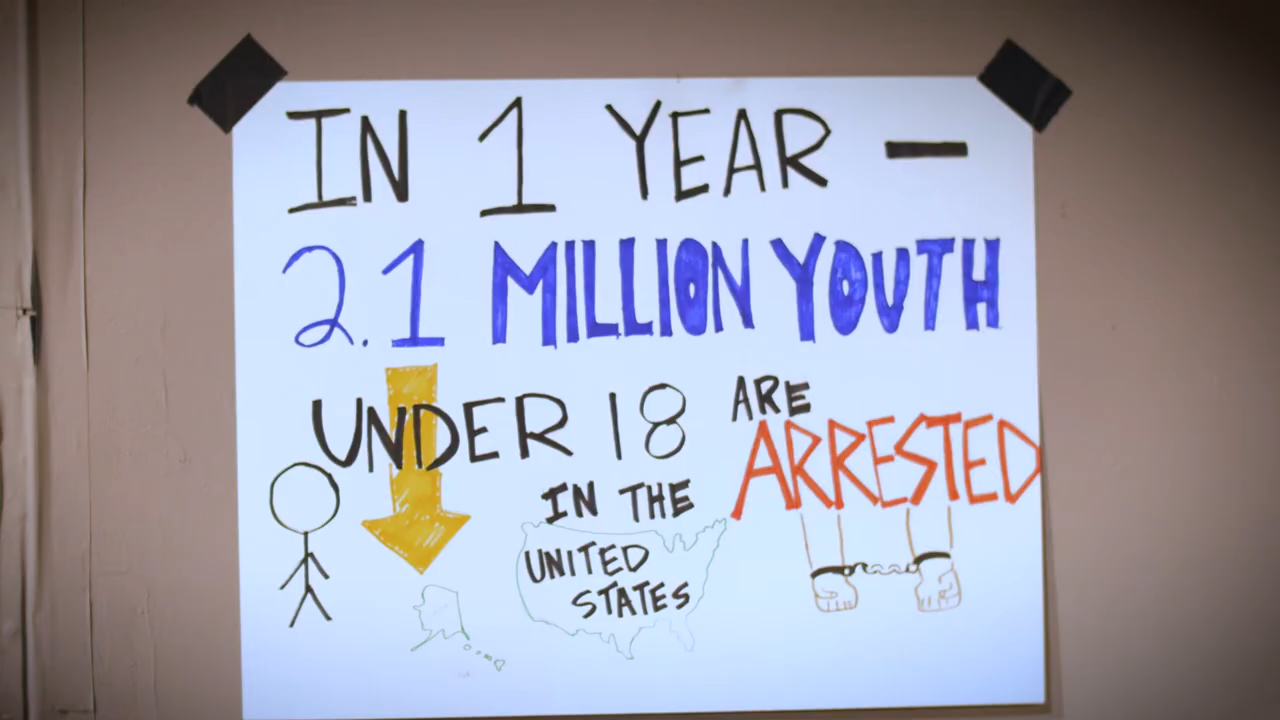 IN 1 YEAR —
2.1 MILLION YOUTH
UNDER 18 ARE
ARRESTED
IN THE
UNITED
STATES